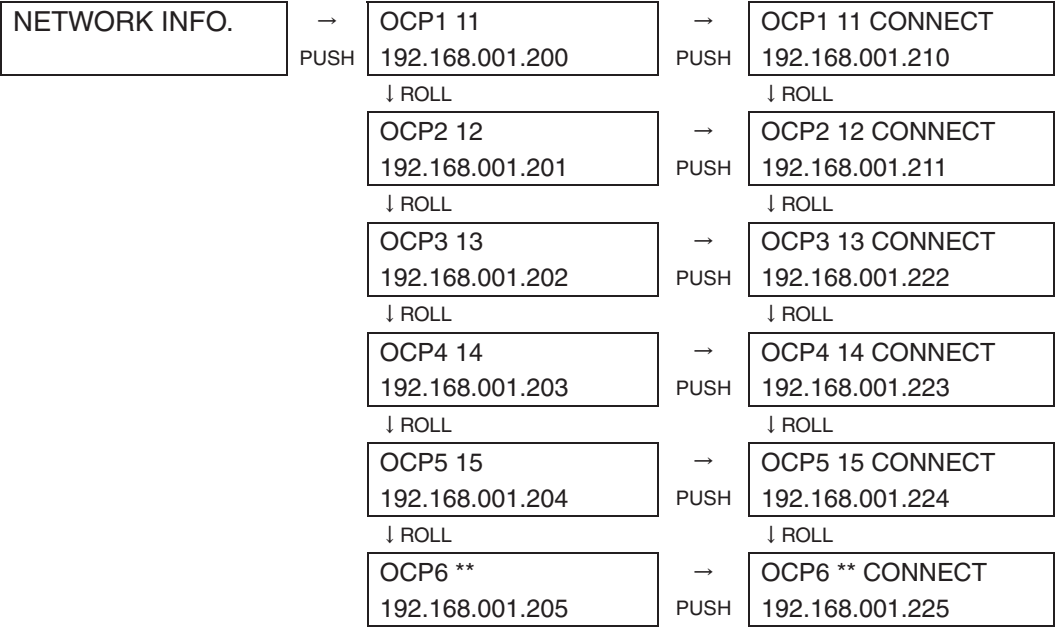 NETWORK INFO. → OCP1 11 → OCP1 11 CONNECT
PUSH 192.168.001.200 PUSH 192.168.001.210
↓ ROLL ↓ ROLL
OCP2 12 → OCP2 12 CONNECT
192.168.001.201 PUSH 192.168.001.211
↓ ROLL ↓ ROLL
OCP3 13 → OCP3 13 CONNECT
192.168.001.202 PUSH 192.168.001.222
↓ ROLL ↓ ROLL
OCP4 14 → OCP4 14 CONNECT
192.168.001.203 PUSH 192.168.001.223
↓ ROLL ↓ ROLL
OCP5 15 → OCP5 15 CONNECT
192.168.001.204 PUSH 192.168.001.224
↓ ROLL ↓ ROLL
OCP6 ** → OCP6 ** CONNECT
192.168.001.205 PUSH 192.168.001.225